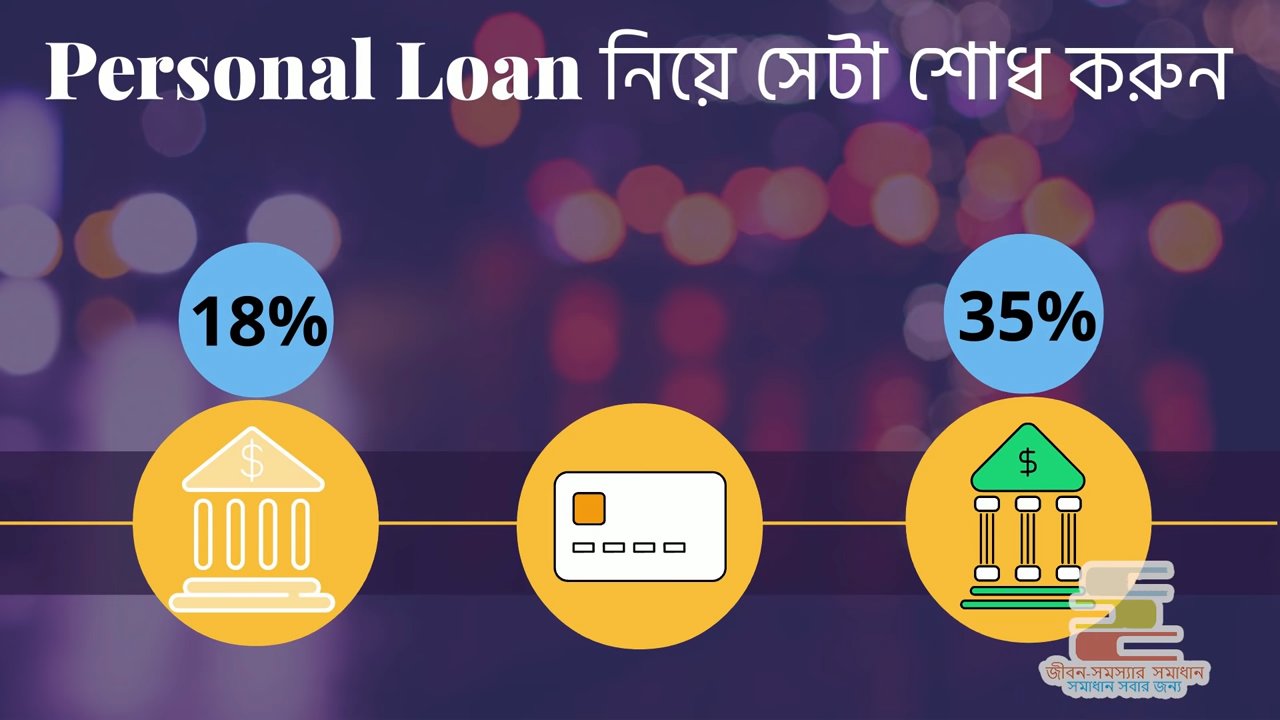 Personal Loan নিয়ে সেটা শোধ করুন
18%
35%
$
$
জীবন-সমস্যার সমাধান
সমাধান সবার জন্য